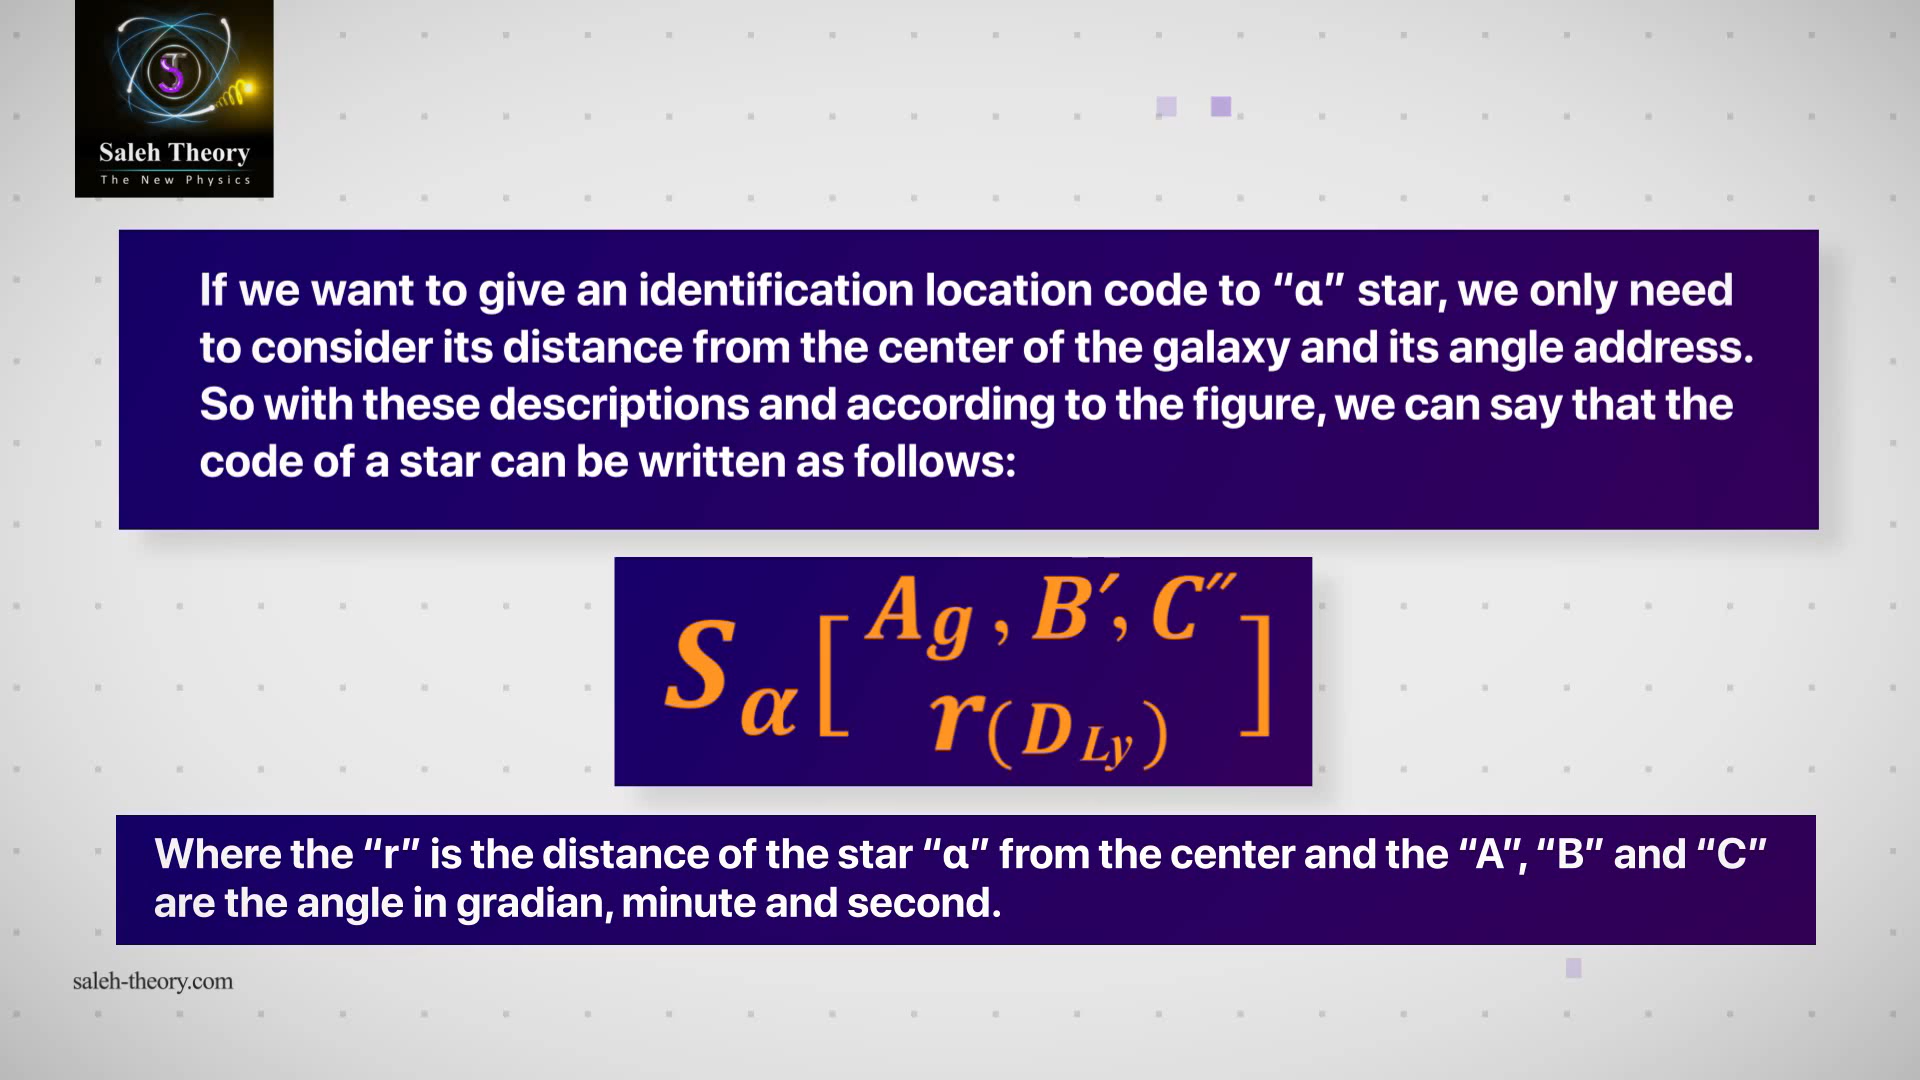 ST
Saleh Theory
The New Physics
If we want to give an identification location code to “α” star, we only need
to consider its distance from the center of the galaxy and its angle address.
So with these descriptions and according to the figure, we can say that the
code of a star can be written as follows:
S α [ A g , B′, C″
r ( D Ly ) ]
Where the “r” is the distance of the star “α” from the center and the “A”, “B” and “C”
are the angle in gradian, minute and second.
saleh-theory.com